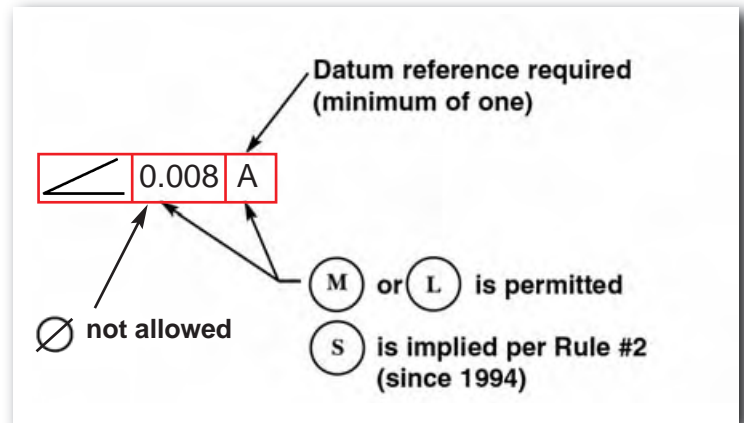 Datum reference required
(minimum of one)
∠ 0.008 A
M or L is permitted
⌀ not allowed
S is implied per Rule #2
(since 1994)